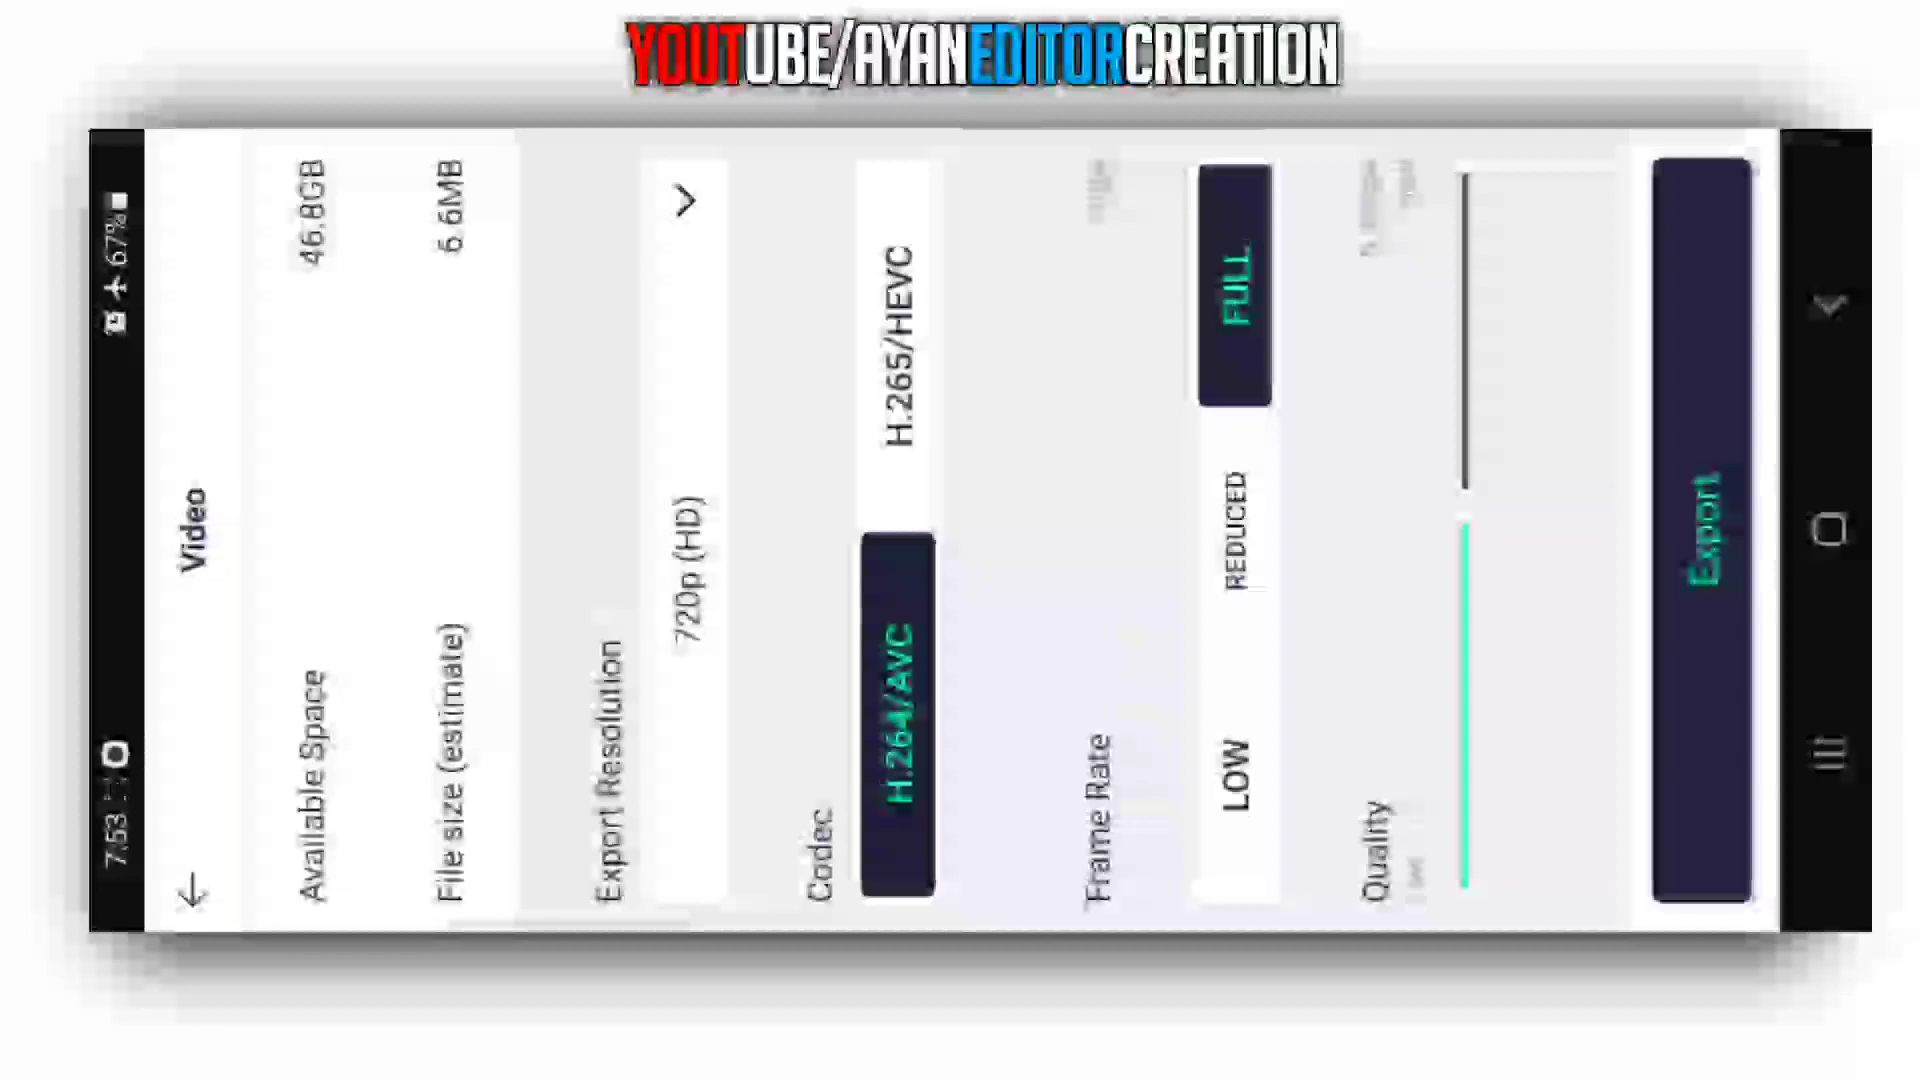 YOUTUBE/AYANEDITORCREATION
7:53
67%
Video
Available Space 46.8GB
File size (estimate) 6.6MB
Export Resolution
720p (HD)
Codec
H.264/AVC H.265/HEVC
Frame Rate
LOW REDUCED FULL
Quality
Export